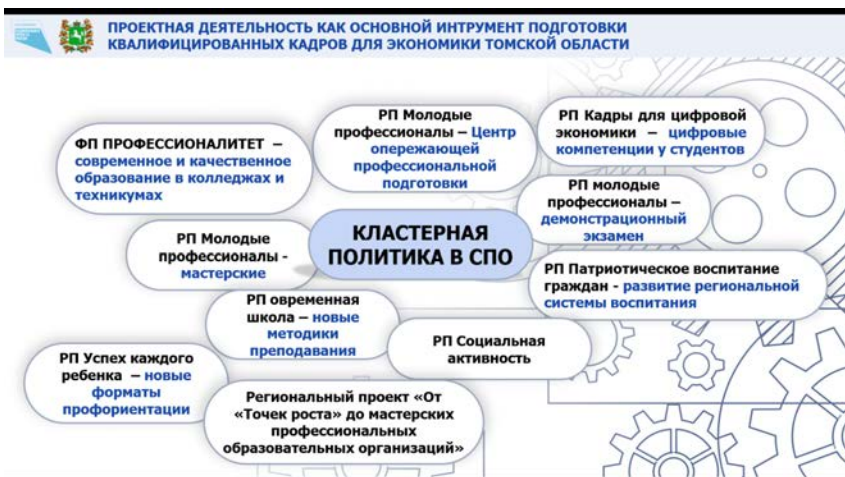 ПРОЕКТНАЯ ДЕЯТЕЛЬНОСТЬ КАК ОСНОВНОЙ ИНТРУМЕНТ ПОДГОТОВКИ
КВАЛИФИЦИРОВАННЫХ КАДРОВ ДЛЯ ЭКОНОМИКИ ТОМСКОЙ ОБЛАСТИ
ФП ПРОФЕССИОНАЛИТЕТ –
современное и качественное
образование в колледжах и
техникумах
РП Молодые
профессионалы – Центр
опережающей
профессиональной
подготовки
РП Кадры для цифровой
экономики – цифровые
компетенции у студентов
РП молодые
профессионалы –
демонстрационный
экзамен
РП Молодые
профессионалы -
мастерские
КЛАСТЕРНАЯ
ПОЛИТИКА В СПО
РП Патриотическое воспитание
граждан - развитие региональной
системы воспитания
РП овременная
школа – новые
методики
преподавания
РП Социальная
активность
РП Успех каждого
ребенка – новые
форматы
профориентации
Региональный проект «От
«Точек роста» до мастерских
профессиональных
образовательных организаций»